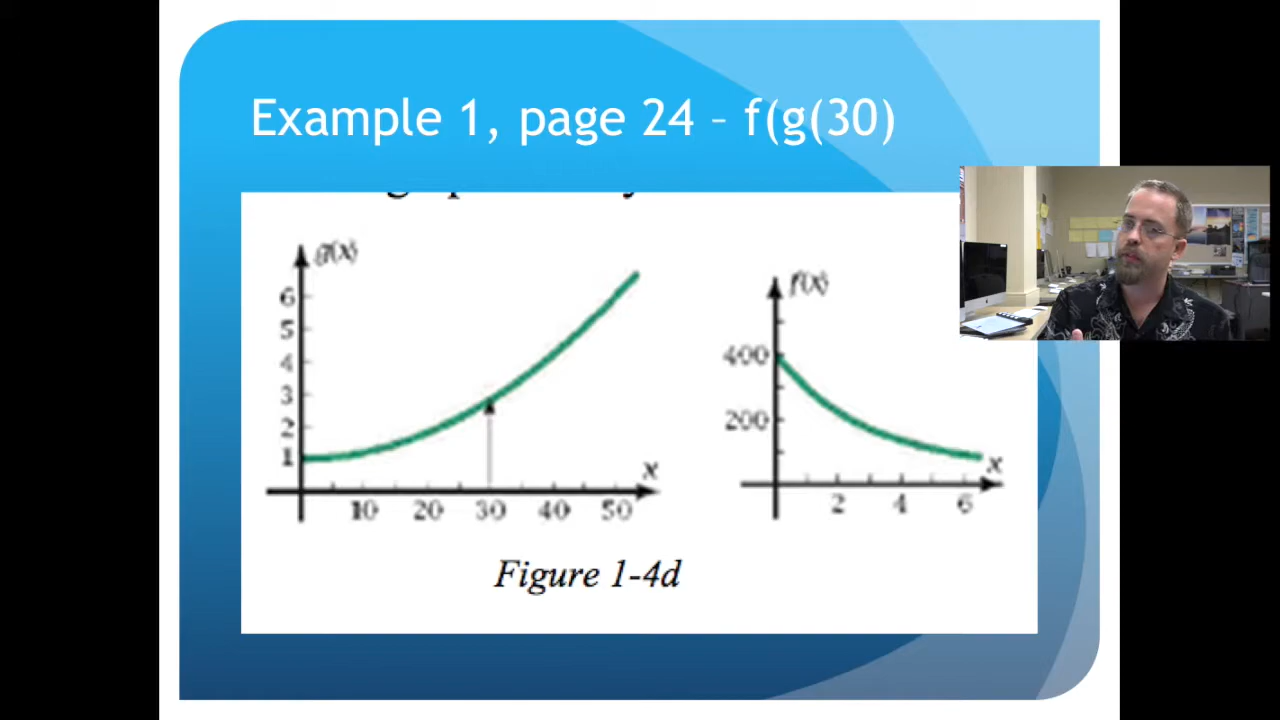 Example 1, page 24 – f(g(30)
g(x)
6
5
4
3
2
1
10 20 30 40 50
x
f(x)
400
200
2 4 6
x
Figure 1-4d